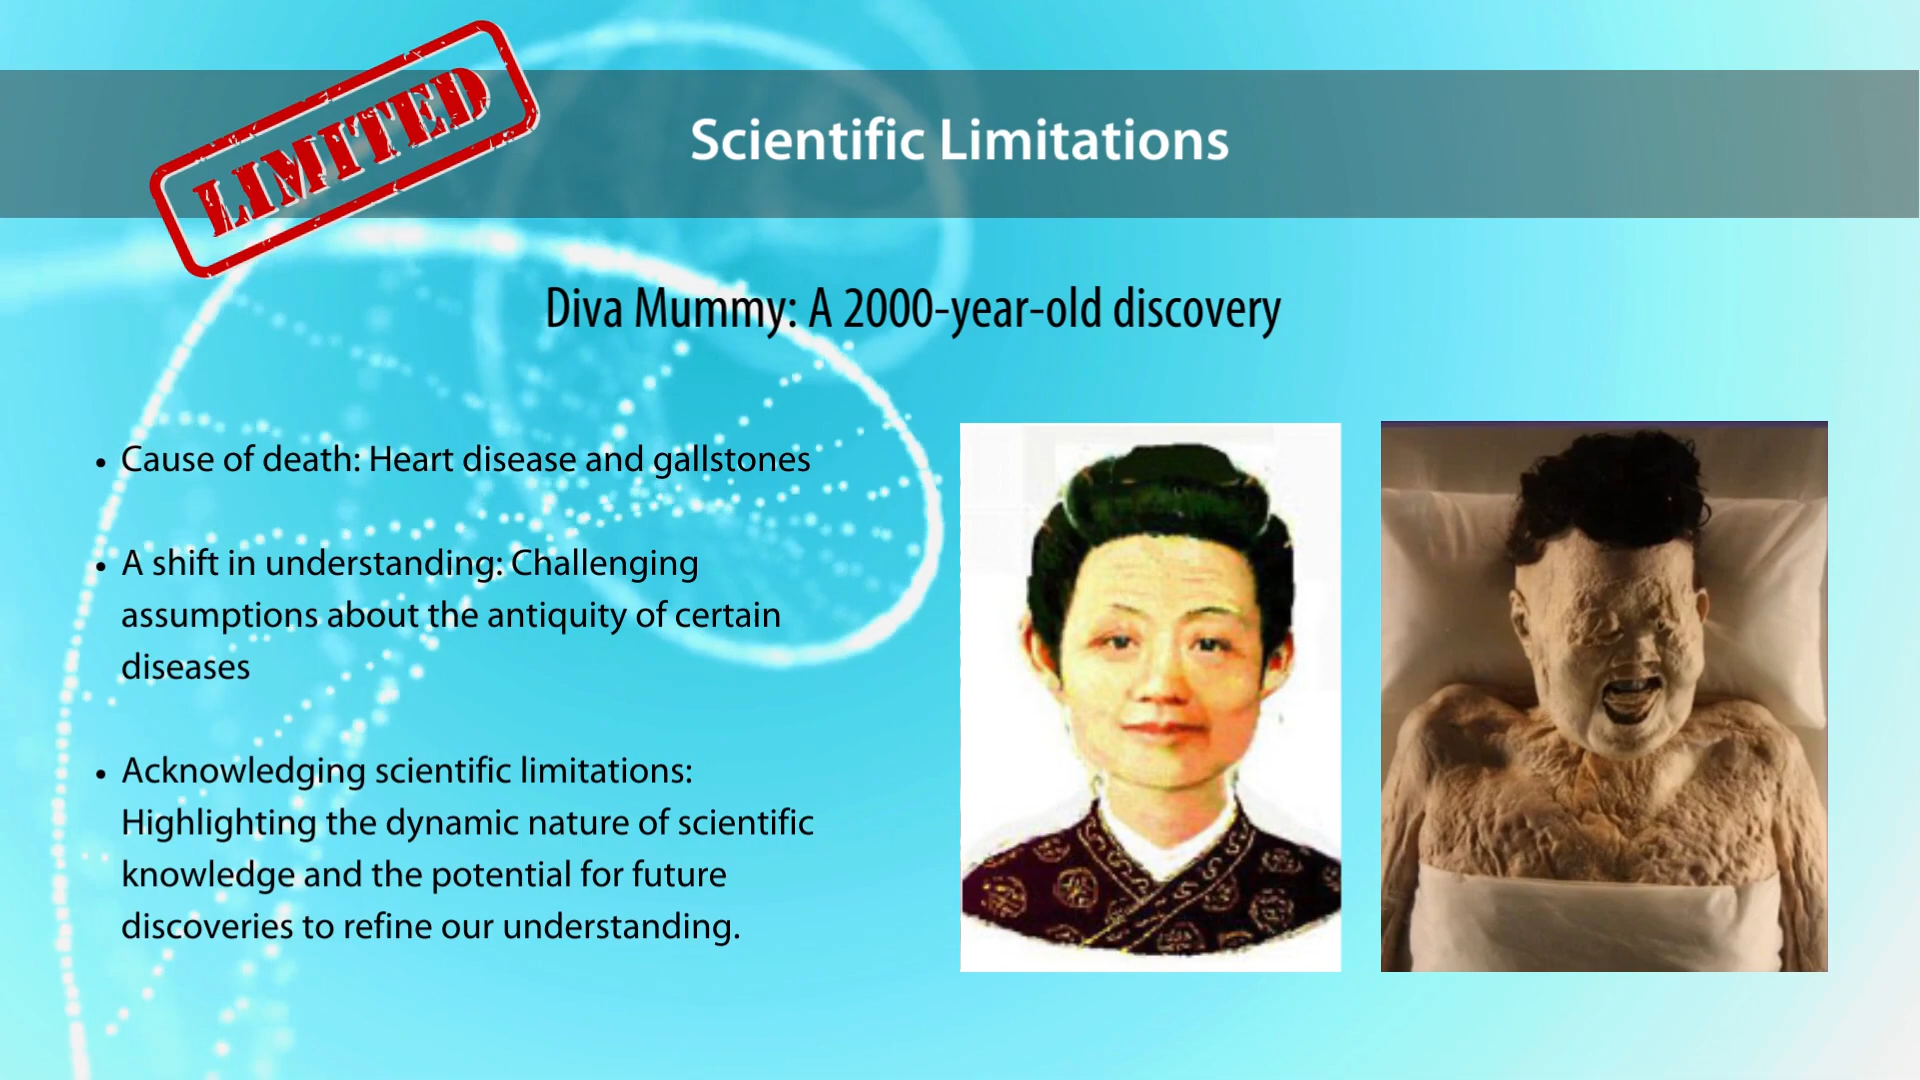 LIMITED
Scientific Limitations
Diva Mummy: A 2000-year-old discovery
• Cause of death: Heart disease and gallstones
• A shift in understanding: Challenging
assumptions about the antiquity of certain
diseases
• Acknowledging scientific limitations:
Highlighting the dynamic nature of scientific
knowledge and the potential for future
discoveries to refine our understanding.